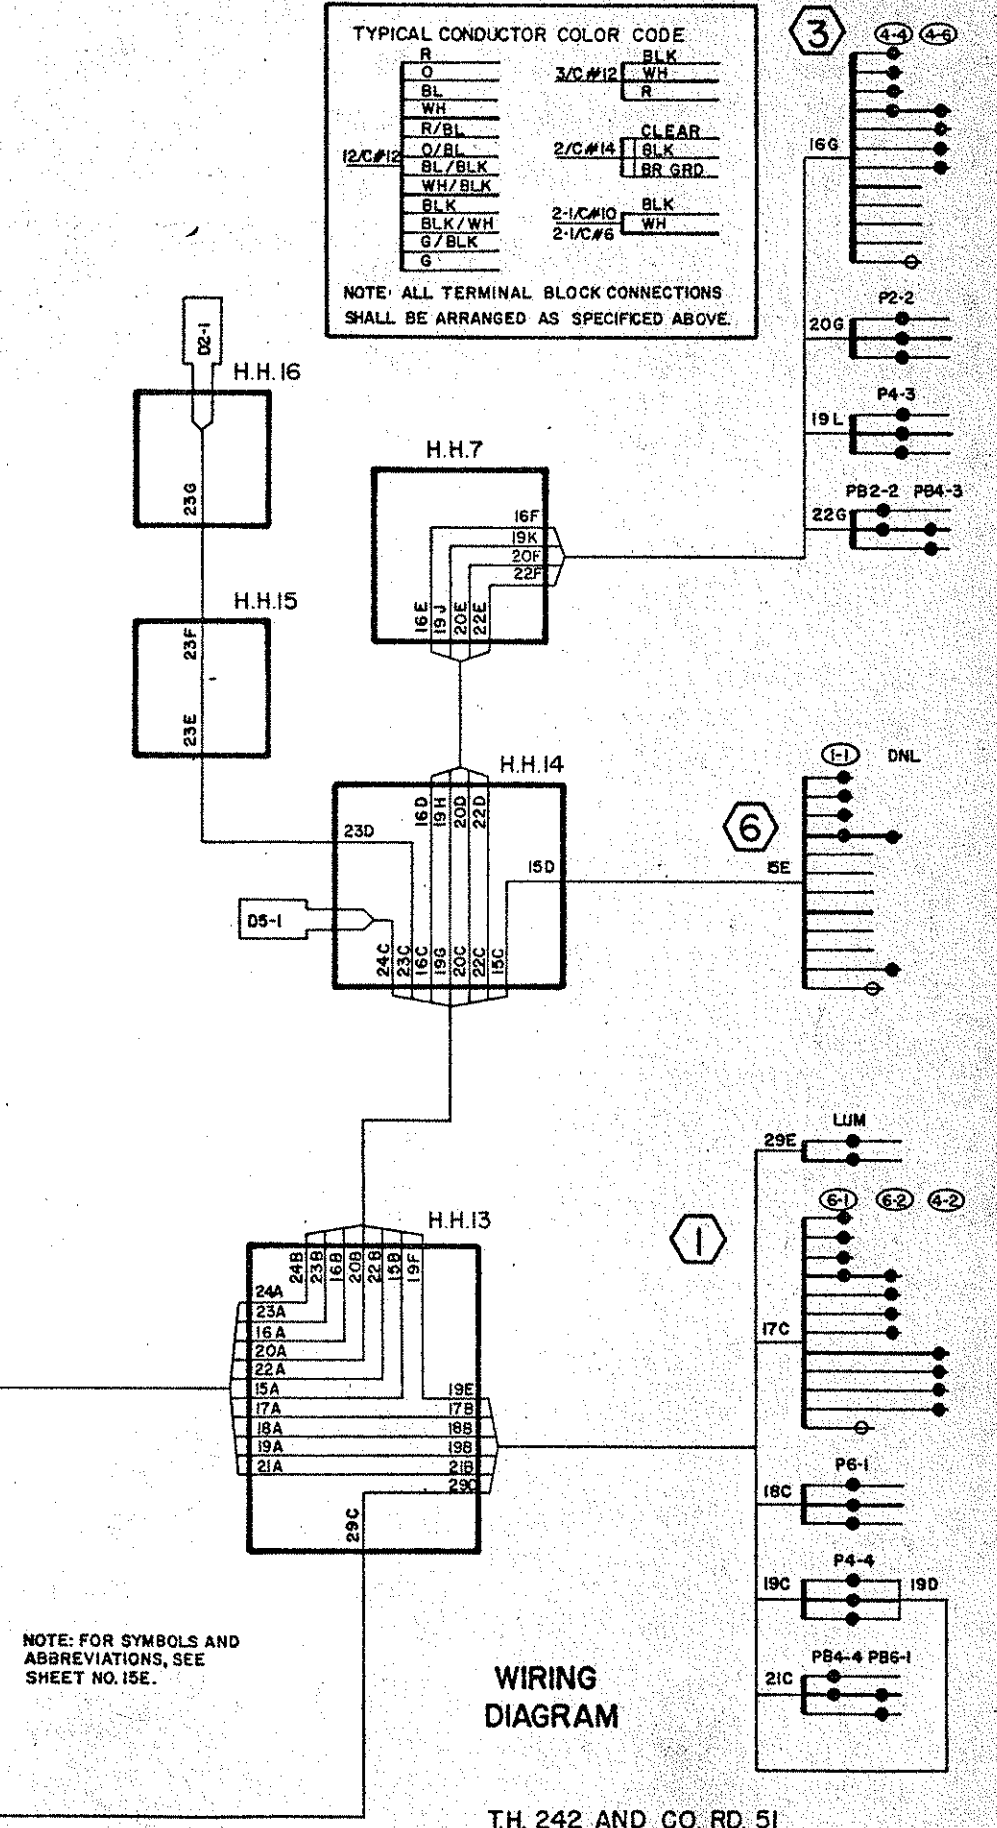 TYPICAL CONDUCTOR COLOR CODE
R
O
BL
WH
R/BL
O/BL
12/C#12
BL/BLK
WH/BLK
BLK
BLK/WH
G/BLK
G
BLK
3/C#12
WH
R
CLEAR
2/C#14
BLK
BR GRD
BLK
2-1/C#10
WH
2-1/C#6
NOTE: ALL TERMINAL BLOCK CONNECTIONS
SHALL BE ARRANGED AS SPECIFICED ABOVE.
3
4-4
4-6
16G
P2-2
20G
P4-3
19L
PB2-2 PB4-3
22G
D2-1
H.H.16
23G
H.H.15
23F
23E
H.H.7
16F
19K
20F
22F
16E
19J
20E
22E
H.H.14
16D
19H
20D
22D
23D
15D
D5-1
24C
23C
16C
19G
20C
22C
15C
6
1-1
DNL
15E
H.H.13
24B
23B
16B
20B
22B
15B
19F
24A
23A
16A
20A
22A
15A
17A
18A
19A
21A
19E
17B
18B
19B
21B
29D
29C
1
LUM
29E
6-1
6-2
4-2
17C
P6-1
18C
P4-4
19C
19D
PB4-4 PB6-1
21C
NOTE: FOR SYMBOLS AND
ABBREVIATIONS, SEE
SHEET NO. 15E.
WIRING
DIAGRAM
T.H. 242 AND CO. RD. 51